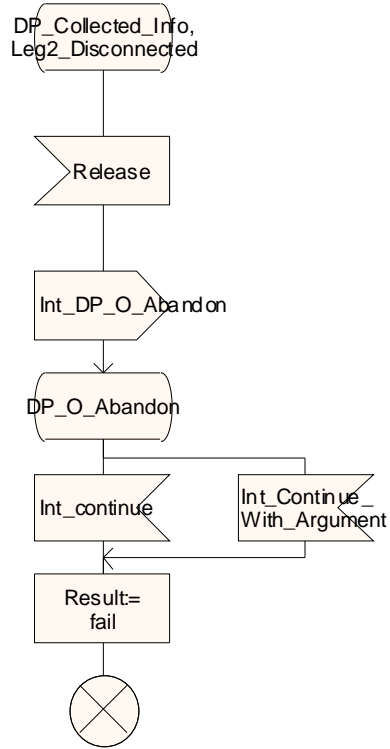 DP_Collected_Info,
Leg2_Disconnected
Release
Int_DP_O_Abandon
DP_O_Abandon
Int_continue
Int_Continue_
With_Argument
Result:=
fail